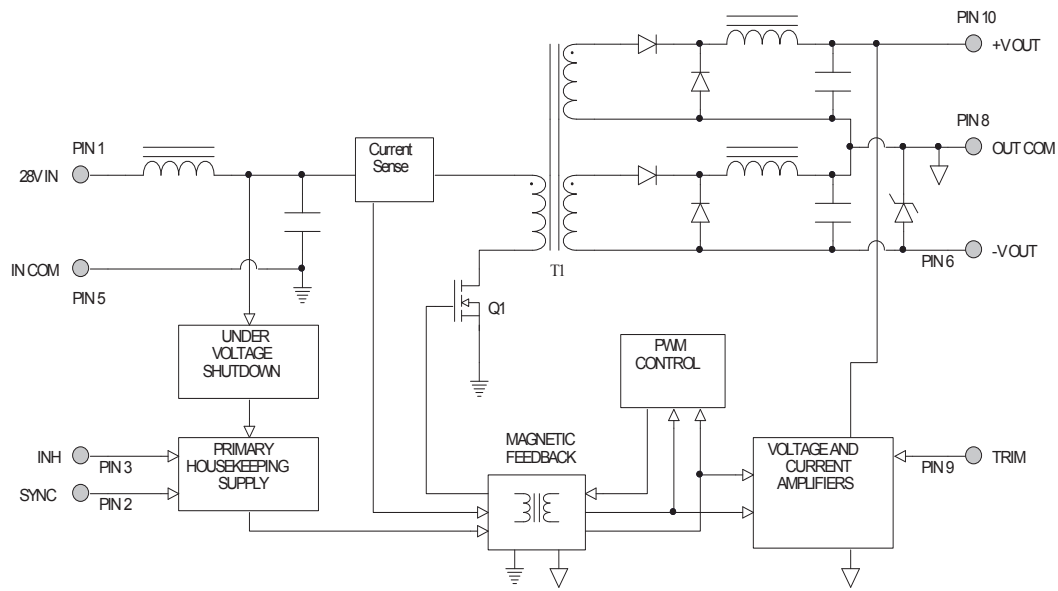 PIN 10
+VOUT
PIN 8
OUT COM
Current
Sense
PIN 1
28V IN
IN COM
PIN 5
T1
PIN 6
-VOUT
Q1
UNDER
VOLTAGE
SHUTDOWN
PWM
CONTROL
MAGNETIC
FEEDBACK
INH
PIN 3
SYNC
PIN 2
PRIMARY
HOUSEKEEPING
SUPPLY
VOLTAGE AND
CURRENT
AMPLIFIERS
PIN 9
TRIM